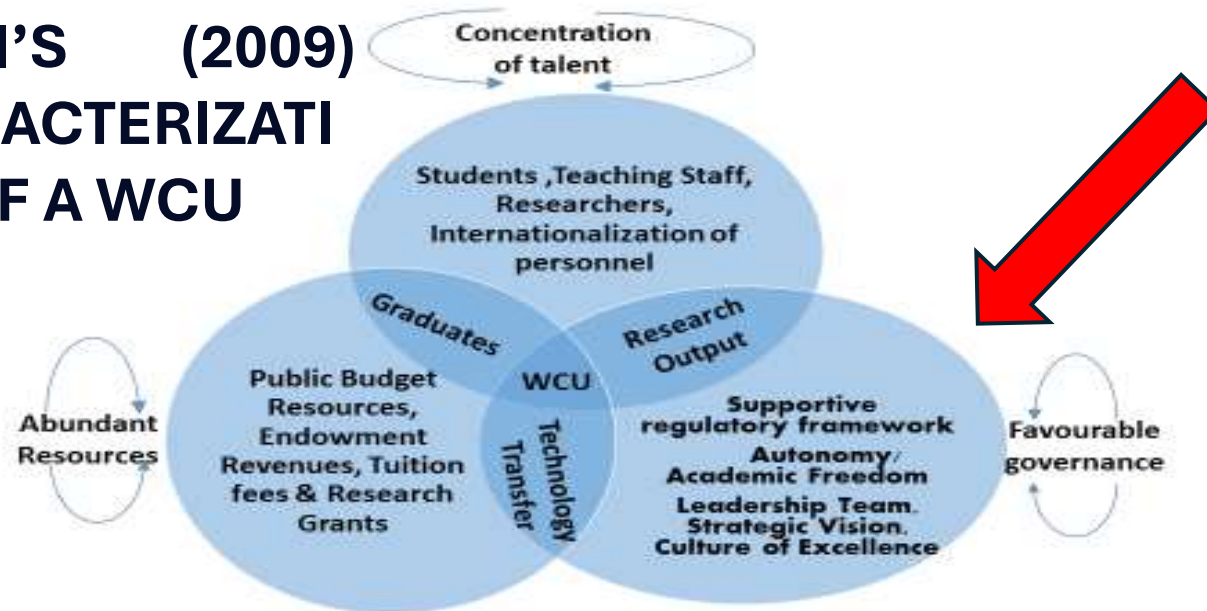 I'S (2009)
ACTERIZATI
F A WCU
Concentration
of talent
Students ,Teaching Staff,
Researchers,
Internationalization of
personnel
Graduates
Research
Output
WCU
Technology
Transfer
Public Budget
Resources,
Endowment
Revenues, Tuition
fees & Research
Grants
Abundant
Resources
Supportive
regulatory framework
Autonomy/
Academic Freedom
Leadership Team.
Strategic Vision.
Culture of Excellence
Favourable
governance